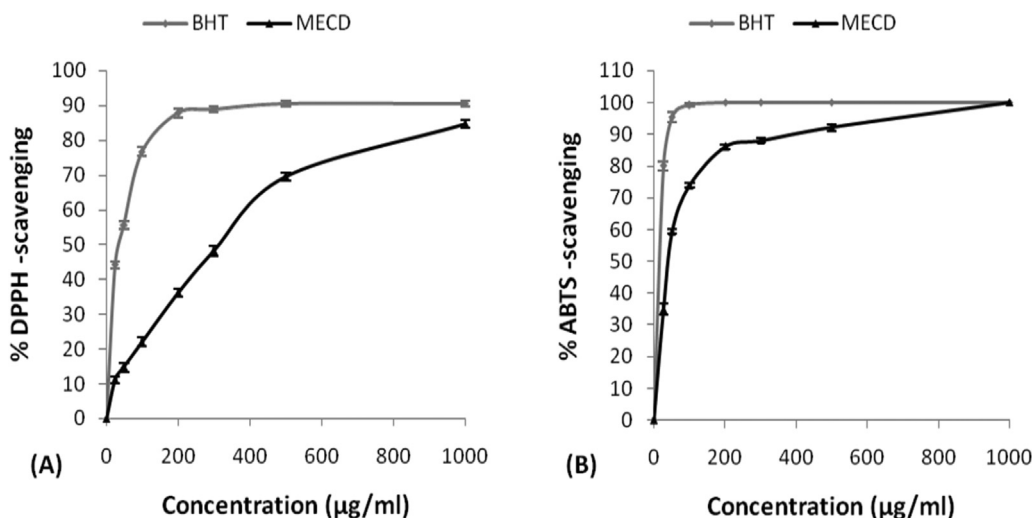 BHT MECD
100
90
80
70
60
50
40
30
20
10
0
% DPPH -scavenging
0 200 400 600 800 1000
(A)
Concentration (µg/ml)
BHT MECD
110
100
90
80
70
60
50
40
30
20
10
0
% ABTS -scavenging
0 200 400 600 800 1000
(B)
Concentration (µg/ml)